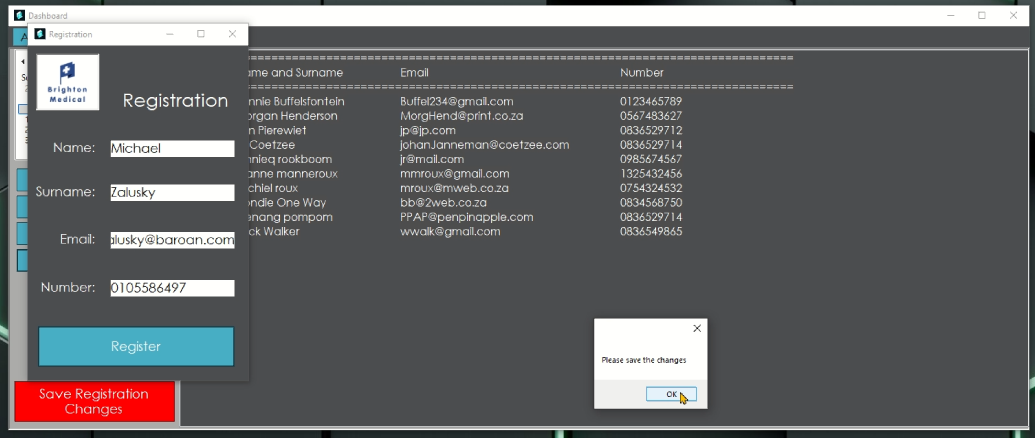 Dashboard
Registration
Brighton
Medical
Registration
Name: Michael
Surname: Zalusky
Email: alusky@baroan.com
Number: 0105586497
Register
Save Registration
Changes
================================================================
ame and Surname Email Number
================================================================
nnie Buffelsfontein Buffel234@gmail.com 0123465789
organ Henderson MorgHend@print.co.za 0567483627
n Pierewiet jp@jp.com 0836529712
Coetzee johanJanneman@coetzee.com 0836529714
nnieq rookboom jr@mail.com 0985674567
anne manneroux mmroux@gmail.com 1325432456
chiel roux mroux@mweb.co.za 0754324532
ondle One Way bb@2web.co.za 0834568750
enang pompom PPAP@penpinapple.com 0836529714
ck Walker wwalk@gmail.com 0836549865
Please save the changes
OK